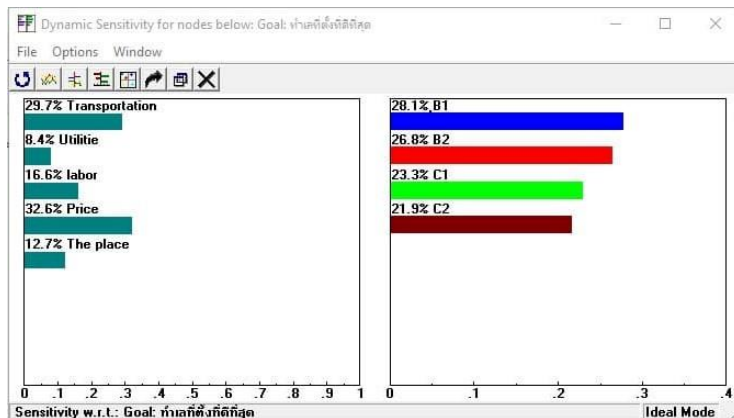 Dynamic Sensitivity for nodes below: Goal: ทำเลที่ตั้งที่ดีที่สุด
File Options Window
29.7% Transportation
8.4% Utilitie
16.6% labor
32.6% Price
12.7% The place
0 .1 .2 .3 .4 .5 .6 .7 .8 .9 1
28.1% B1
26.8% B2
23.3% C1
21.9% C2
0 .1 .2 .3 .4
Sensitivity w.r.t.: Goal: ทำเลที่ตั้งที่ดีที่สุด
Ideal Mode